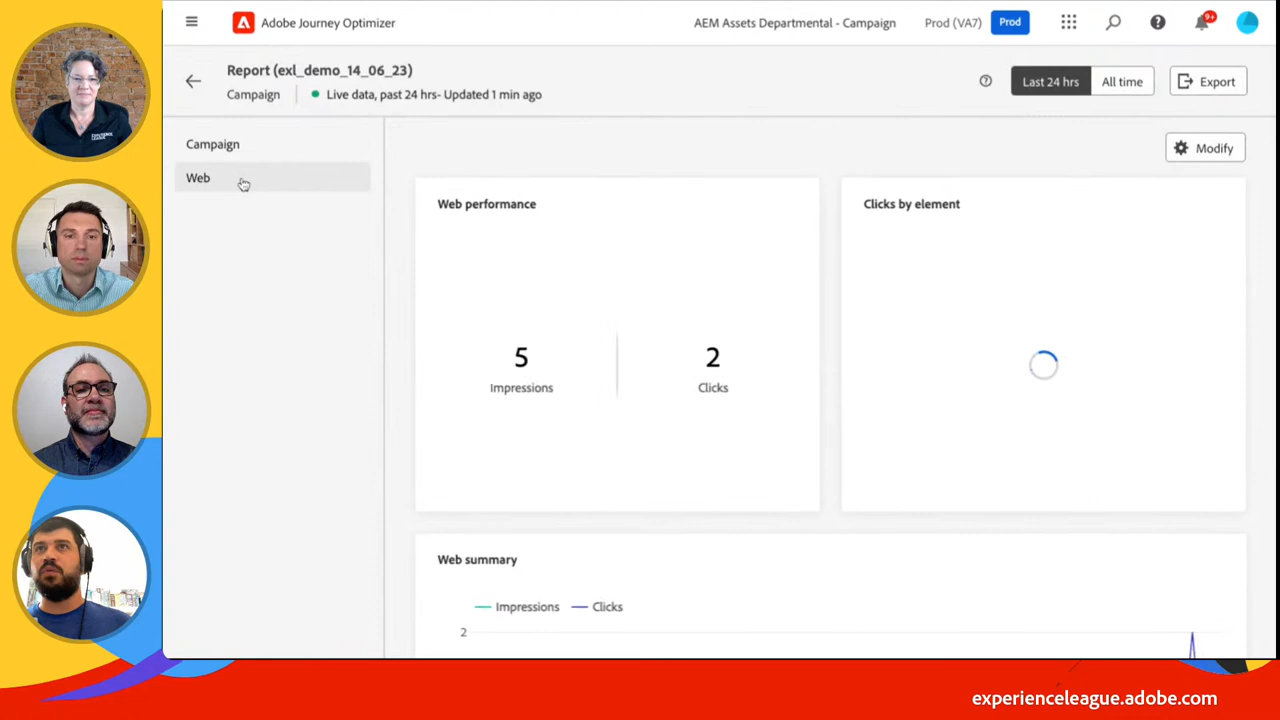 Adobe Journey Optimizer
AEM Assets Departmental - Campaign
Prod (VA7)
Prod
9+
Report (exl_demo_14_06_23)
Campaign
Live data, past 24 hrs- Updated 1 min ago
Last 24 hrs
All time
Export
Campaign
Web
Modify
Web performance
5
Impressions
2
Clicks
Clicks by element
Web summary
Impressions
Clicks
2
EXPERIENCE
LEAGUE
experienceleague.adobe.com